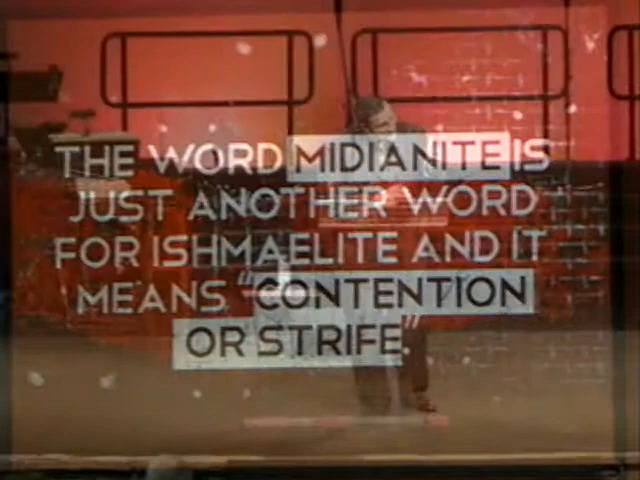 THE WORD MIDIANITE IS
JUST ANOTHER WORD
FOR ISHMAELITE AND IT
MEANS "CONTENTION
OR STRIFE."